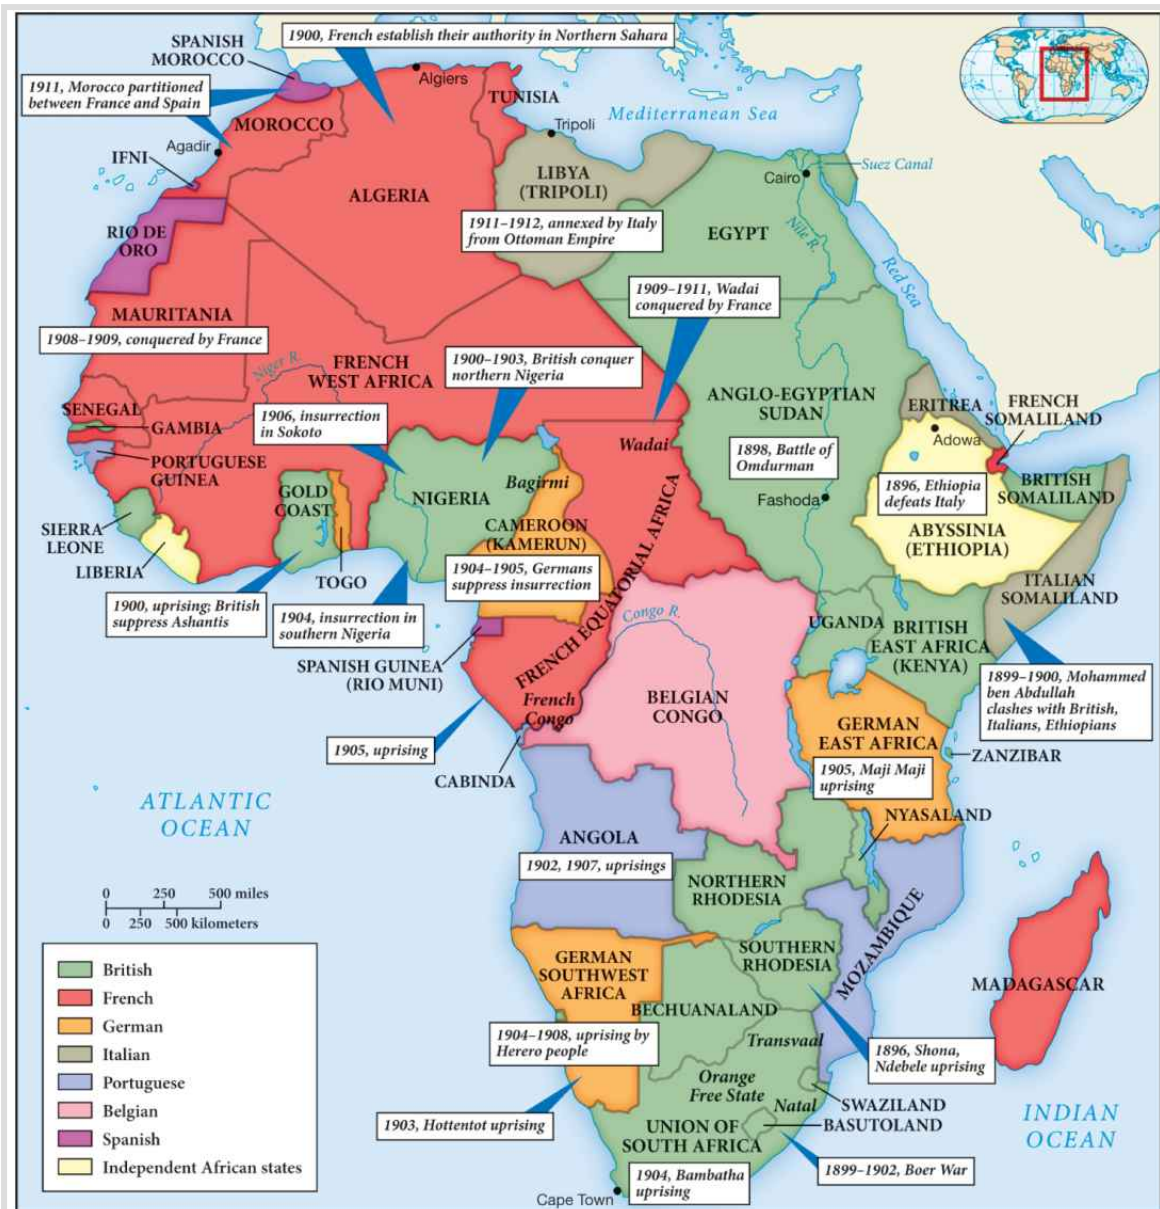 1900, French establish their authority in Northern Sahara
SPANISH
MOROCCO
1911, Morocco partitioned
between France and Spain
Algiers
TUNISIA
Mediterranean Sea
MOROCCO
Tripoli
Agadir
IFNI
ALGERIA
LIBYA
(TRIPOLI)
Cairo
Suez Canal
RIO DE
ORO
1911–1912, annexed by Italy
from Ottoman Empire
EGYPT
Nile R.
Red Sea
MAURITANIA
1908–1909, conquered by France
1909–1911, Wadai
conquered by France
Niger R.
FRENCH
WEST AFRICA
1900–1903, British conquer
northern Nigeria
ANGLO-EGYPTIAN
SUDAN
SENEGAL
GAMBIA
1906, insurrection
in Sokoto
ERITREA
FRENCH
SOMALILAND
Adowa
Wadai
1898, Battle of
Omdurman
PORTUGUESE
GUINEA
GOLD
COAST
NIGERIA
Bagirmi
Fashoda
1896, Ethiopia
defeats Italy
BRITISH
SOMALILAND
SIERRA
LEONE
LIBERIA
TOGO
CAMEROON
(KAMERUN)
1904–1905, Germans
suppress insurrection
FRENCH EQUATORIAL AFRICA
ABYSSINIA
(ETHIOPIA)
ITALIAN
SOMALILAND
1900, uprising; British
suppress Ashantis
1904, insurrection in
southern Nigeria
Congo R.
UGANDA
BRITISH
EAST AFRICA
(KENYA)
SPANISH GUINEA
(RIO MUNI)
French
Congo
BELGIAN
CONGO
1899–1900, Mohammed
ben Abdullah
clashes with British,
Italians, Ethiopians
1905, uprising
CABINDA
GERMAN
EAST AFRICA
ZANZIBAR
1905, Maji Maji
uprising
ATLANTIC
OCEAN
ANGOLA
1902, 1907, uprisings
NYASALAND
NORTHERN
RHODESIA
0 250 500 miles
0 250 500 kilometers
MOZAMBIQUE
SOUTHERN
RHODESIA
GERMAN
SOUTHWEST
AFRICA
MADAGASCAR
BECHUANALAND
1904–1908, uprising by
Herero people
Transvaal
1896, Shona,
Ndebele uprising
Orange
Free State
Natal
SWAZILAND
BASUTOLAND
1903, Hottentot uprising
UNION OF
SOUTH AFRICA
INDIAN
OCEAN
1904, Bambatha
uprising
1899–1902, Boer War
Cape Town
British
French
German
Italian
Portuguese
Belgian
Spanish
Independent African states